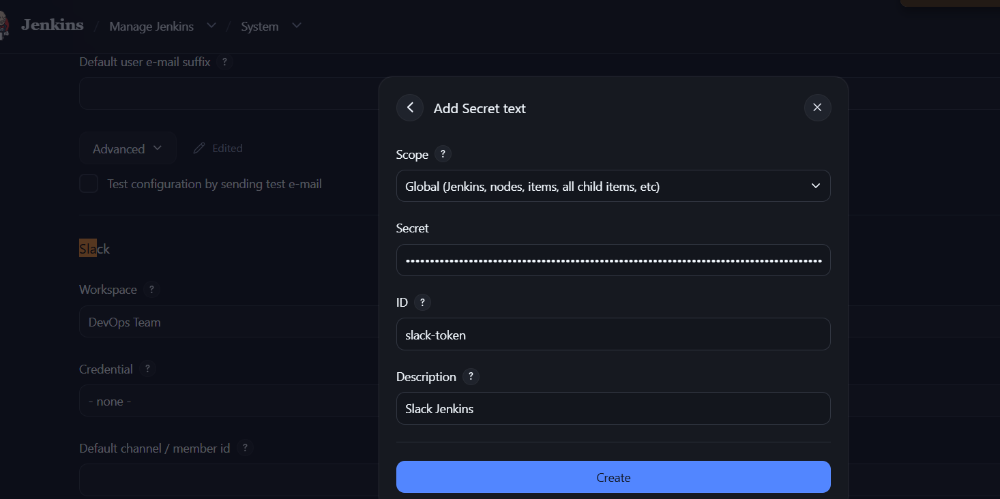 Jenkins / Manage Jenkins / System
Default user e-mail suffix ?
Advanced Edited
Test configuration by sending test e-mail
Slack
Workspace ?
DevOps Team
Credential ?
- none -
Default channel / member id ?
Add Secret text
Scope ?
Global (Jenkins, nodes, items, all child items, etc)
Secret
••••••••••••••••••••••••••••••••••••••••••••••••••••••••••••••••••••••••••••••••
ID ?
slack-token
Description ?
Slack Jenkins
Create